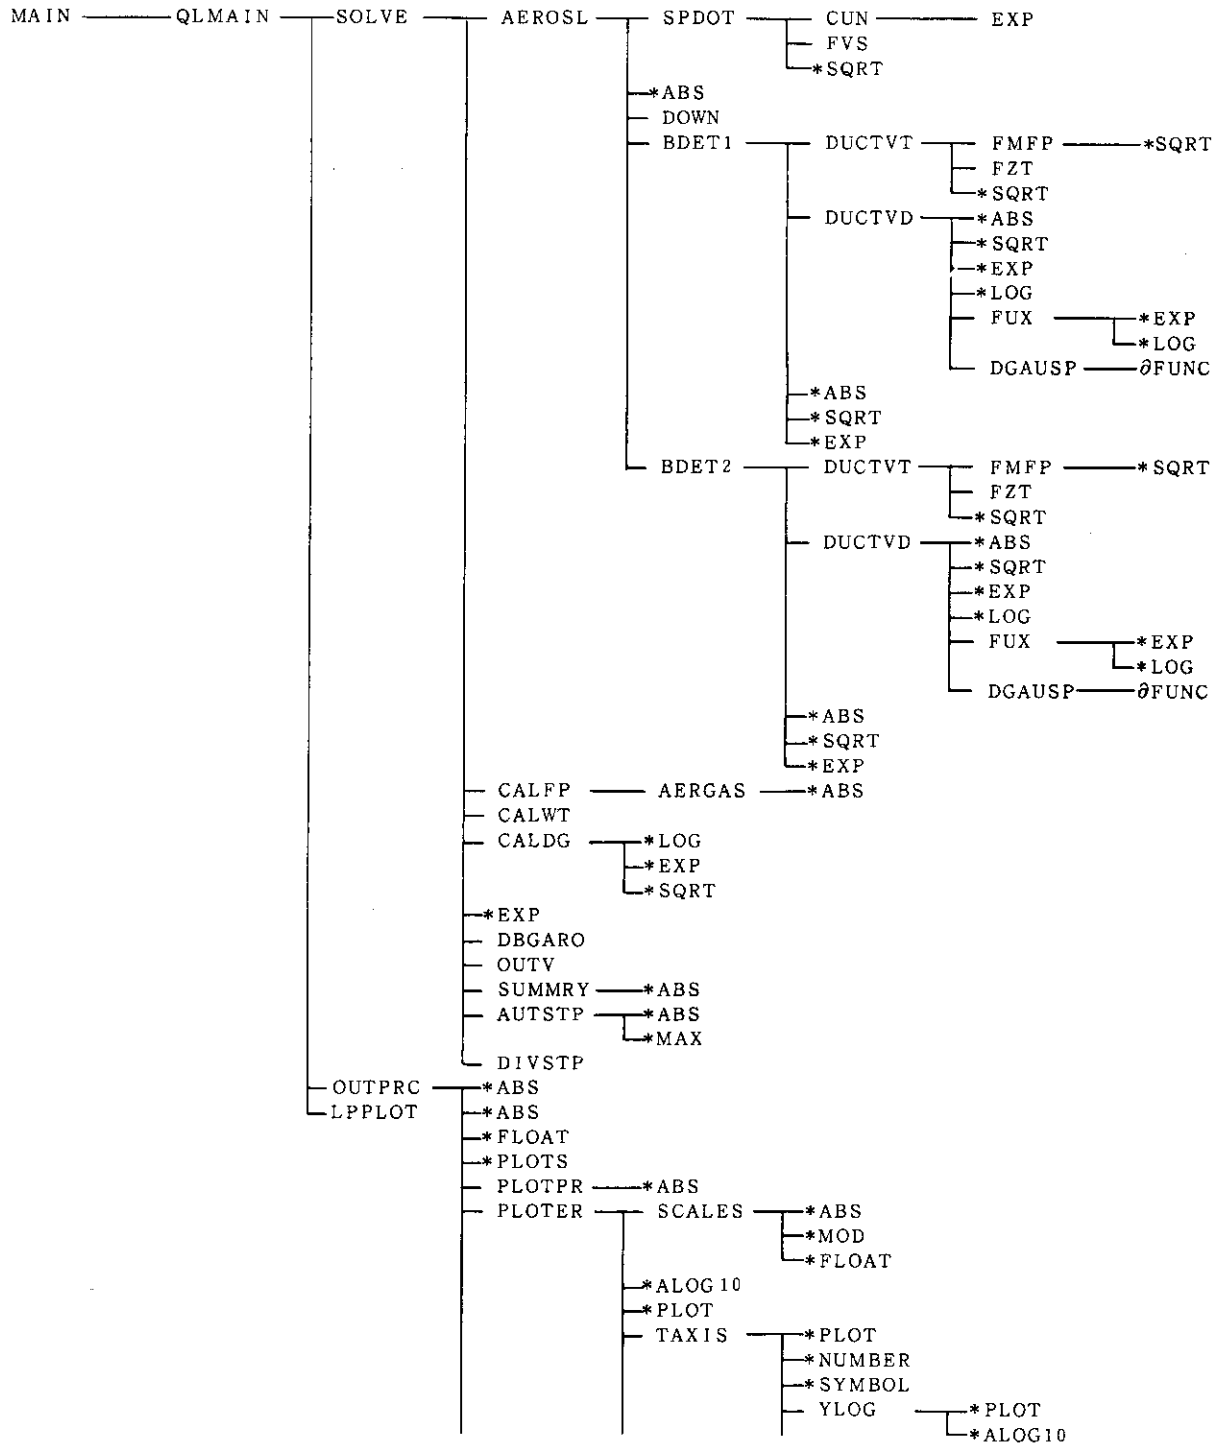 MAIN QLMAIN SOLVE AEROSL SPDOT CUN EXP
FVS
*SQRT
*ABS
DOWN
BDET1 DUCTVT FMFP *SQRT
FZT
*SQRT
DUCTVD *ABS
*SQRT
*EXP
*LOG
FUX *EXP
*LOG
DGAUSP ∂FUNC
*ABS
*SQRT
*EXP
BDET2 DUCTVT FMFP *SQRT
FZT
*SQRT
DUCTVD *ABS
*SQRT
*EXP
*LOG
FUX *EXP
*LOG
DGAUSP ∂FUNC
*ABS
*SQRT
*EXP
CALFP AERGAS *ABS
CALWT
CALDG *LOG
*EXP
*SQRT
*EXP
DBGARO
OUTV
SUMMRY *ABS
AUTSTP *ABS
*MAX
DIVSTP
OUTPRC *ABS
LPPLOT *ABS
*FLOAT
*PLOTS
PLOTPR *ABS
PLOTER SCALES *ABS
*MOD
*FLOAT
*ALOG10
*PLOT
TAXIS *PLOT
*NUMBER
*SYMBOL
YLOG *PLOT
*ALOG10